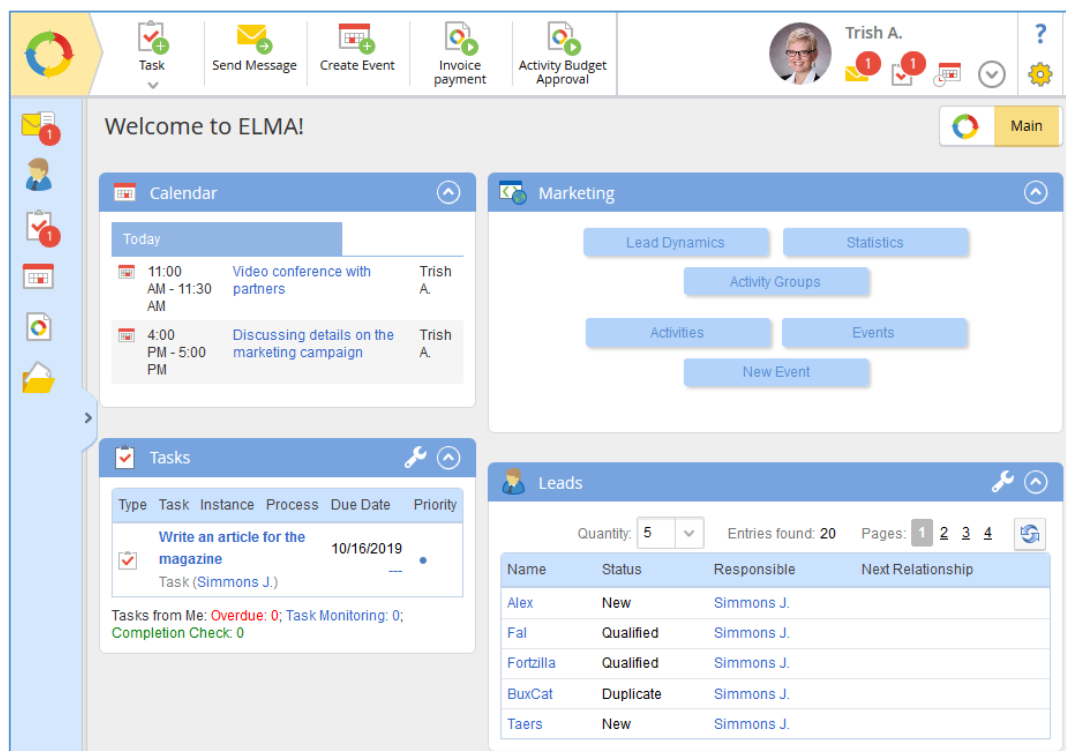 Task
Send Message
Create Event
Invoice
payment
Activity Budget
Approval
Trish A.
1
1
?
1
1
Welcome to ELMA!
Main
Calendar
Today
11:00
AM - 11:30
AM
Video conference with
partners
Trish
A.
4:00
PM - 5:00
PM
Discussing details on the
marketing campaign
Trish
A.
Marketing
Lead Dynamics
Statistics
Activity Groups
Activities
Events
New Event
Tasks
Type Task Instance Process Due Date Priority
Write an article for the
magazine
Task (Simmons J.)
10/16/2019
---
Tasks from Me: Overdue: 0; Task Monitoring: 0;
Completion Check: 0
Leads
Quantity: 5 Entries found: 20 Pages: 1 2 3 4
Name Status Responsible Next Relationship
Alex New Simmons J.
Fal Qualified Simmons J.
Fortzilla Qualified Simmons J.
BuxCat Duplicate Simmons J.
Taers New Simmons J.